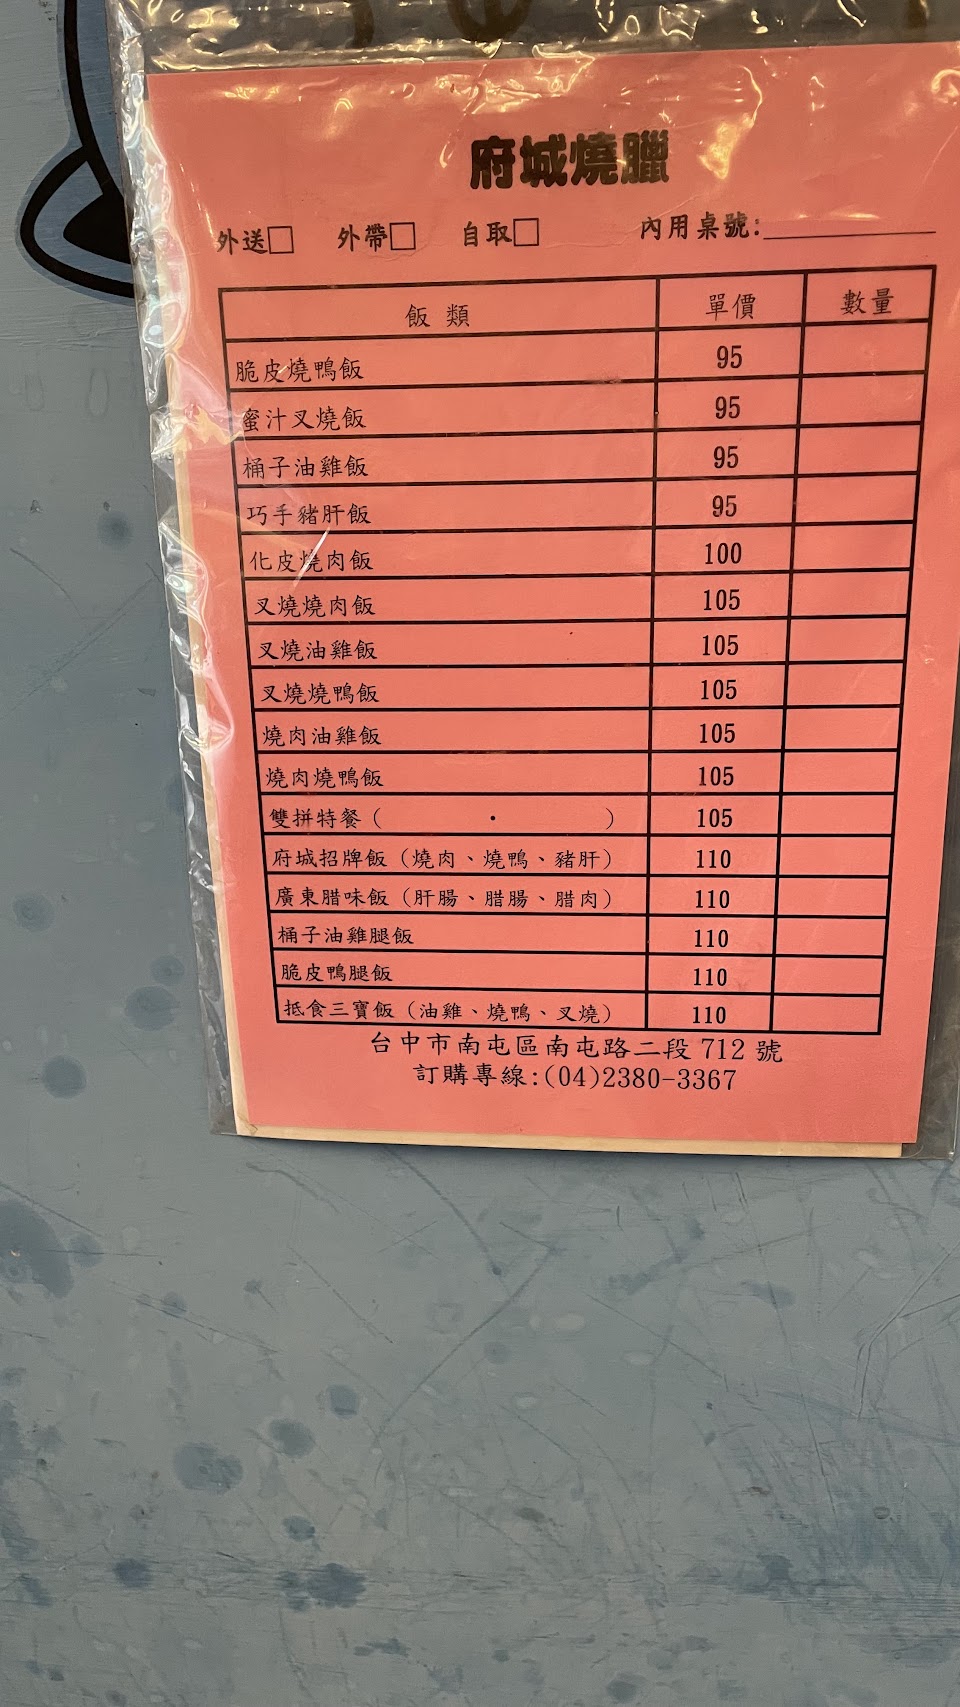 府城燒臘
外送□ 外帶□ 自取□ 內用桌號:
飯 類 單價 數量
脆皮燒鴨飯 95
蜜汁叉燒飯 95
桶子油雞飯 95
巧手豬肝飯 95
化皮燒肉飯 100
叉燒燒肉飯 105
叉燒油雞飯 105
叉燒燒鴨飯 105
燒肉油雞飯 105
燒肉燒鴨飯 105
雙拼特餐( · ) 105
府城招牌飯(燒肉、燒鴨、豬肝) 110
廣東腊味飯(肝腸、腊腸、腊肉) 110
桶子油雞腿飯 110
脆皮鴨腿飯 110
抵食三寶飯(油雞、燒鴨、叉燒) 110
台中市南屯區南屯路二段 712 號
訂購專線:(04)2380-3367